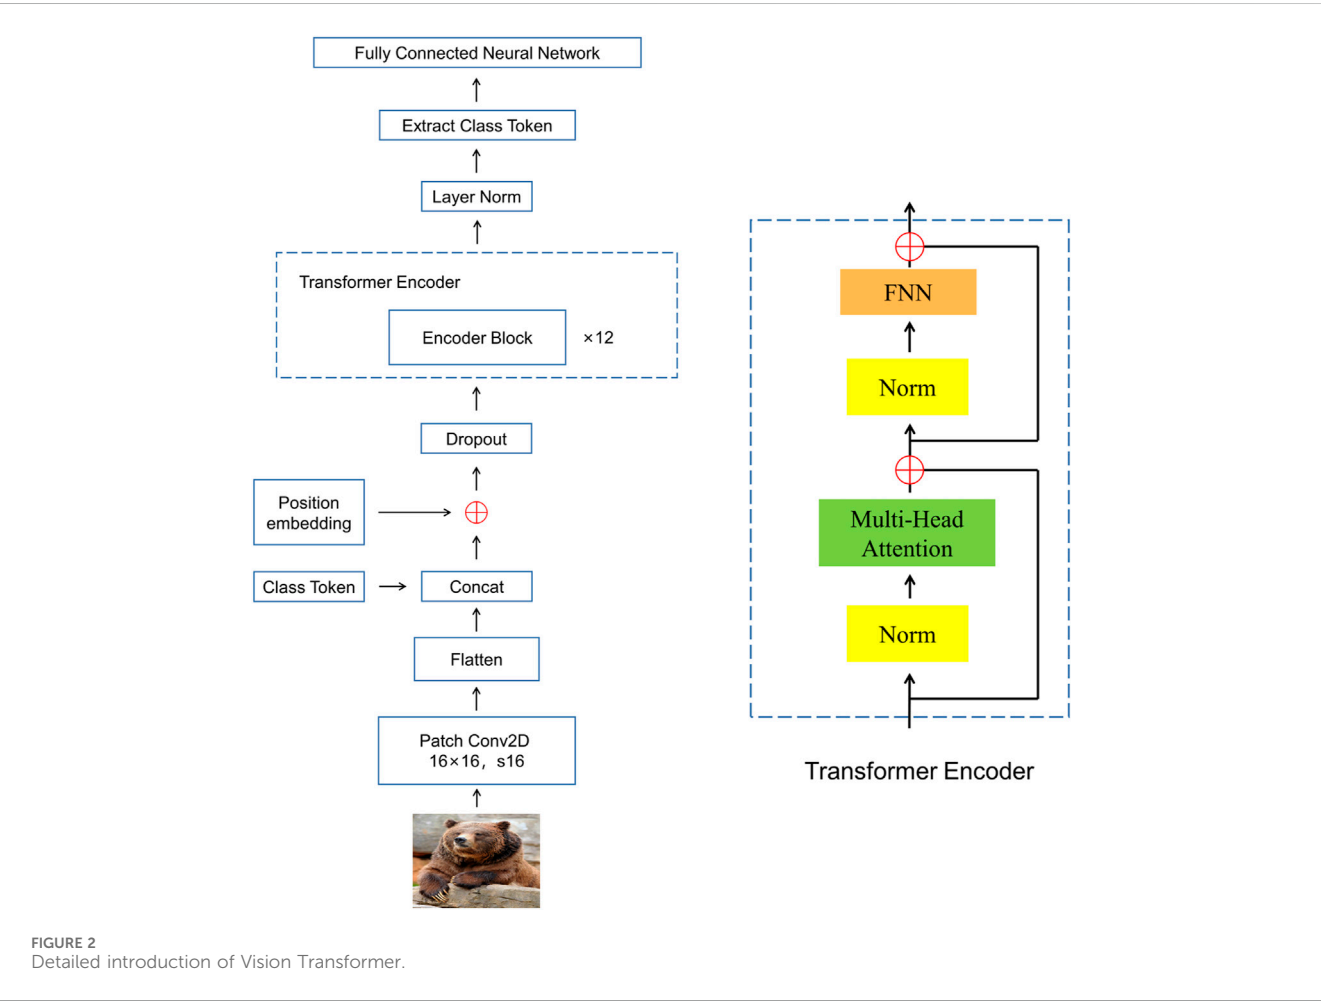 Fully Connected Neural Network
Extract Class Token
Layer Norm
Transformer Encoder
Encoder Block
×12
Dropout
Position
embedding
Class Token
Concat
Flatten
Patch Conv2D
16×16, s16
FNN
Norm
Multi-Head
Attention
Norm
Transformer Encoder
FIGURE 2
Detailed introduction of Vision Transformer.